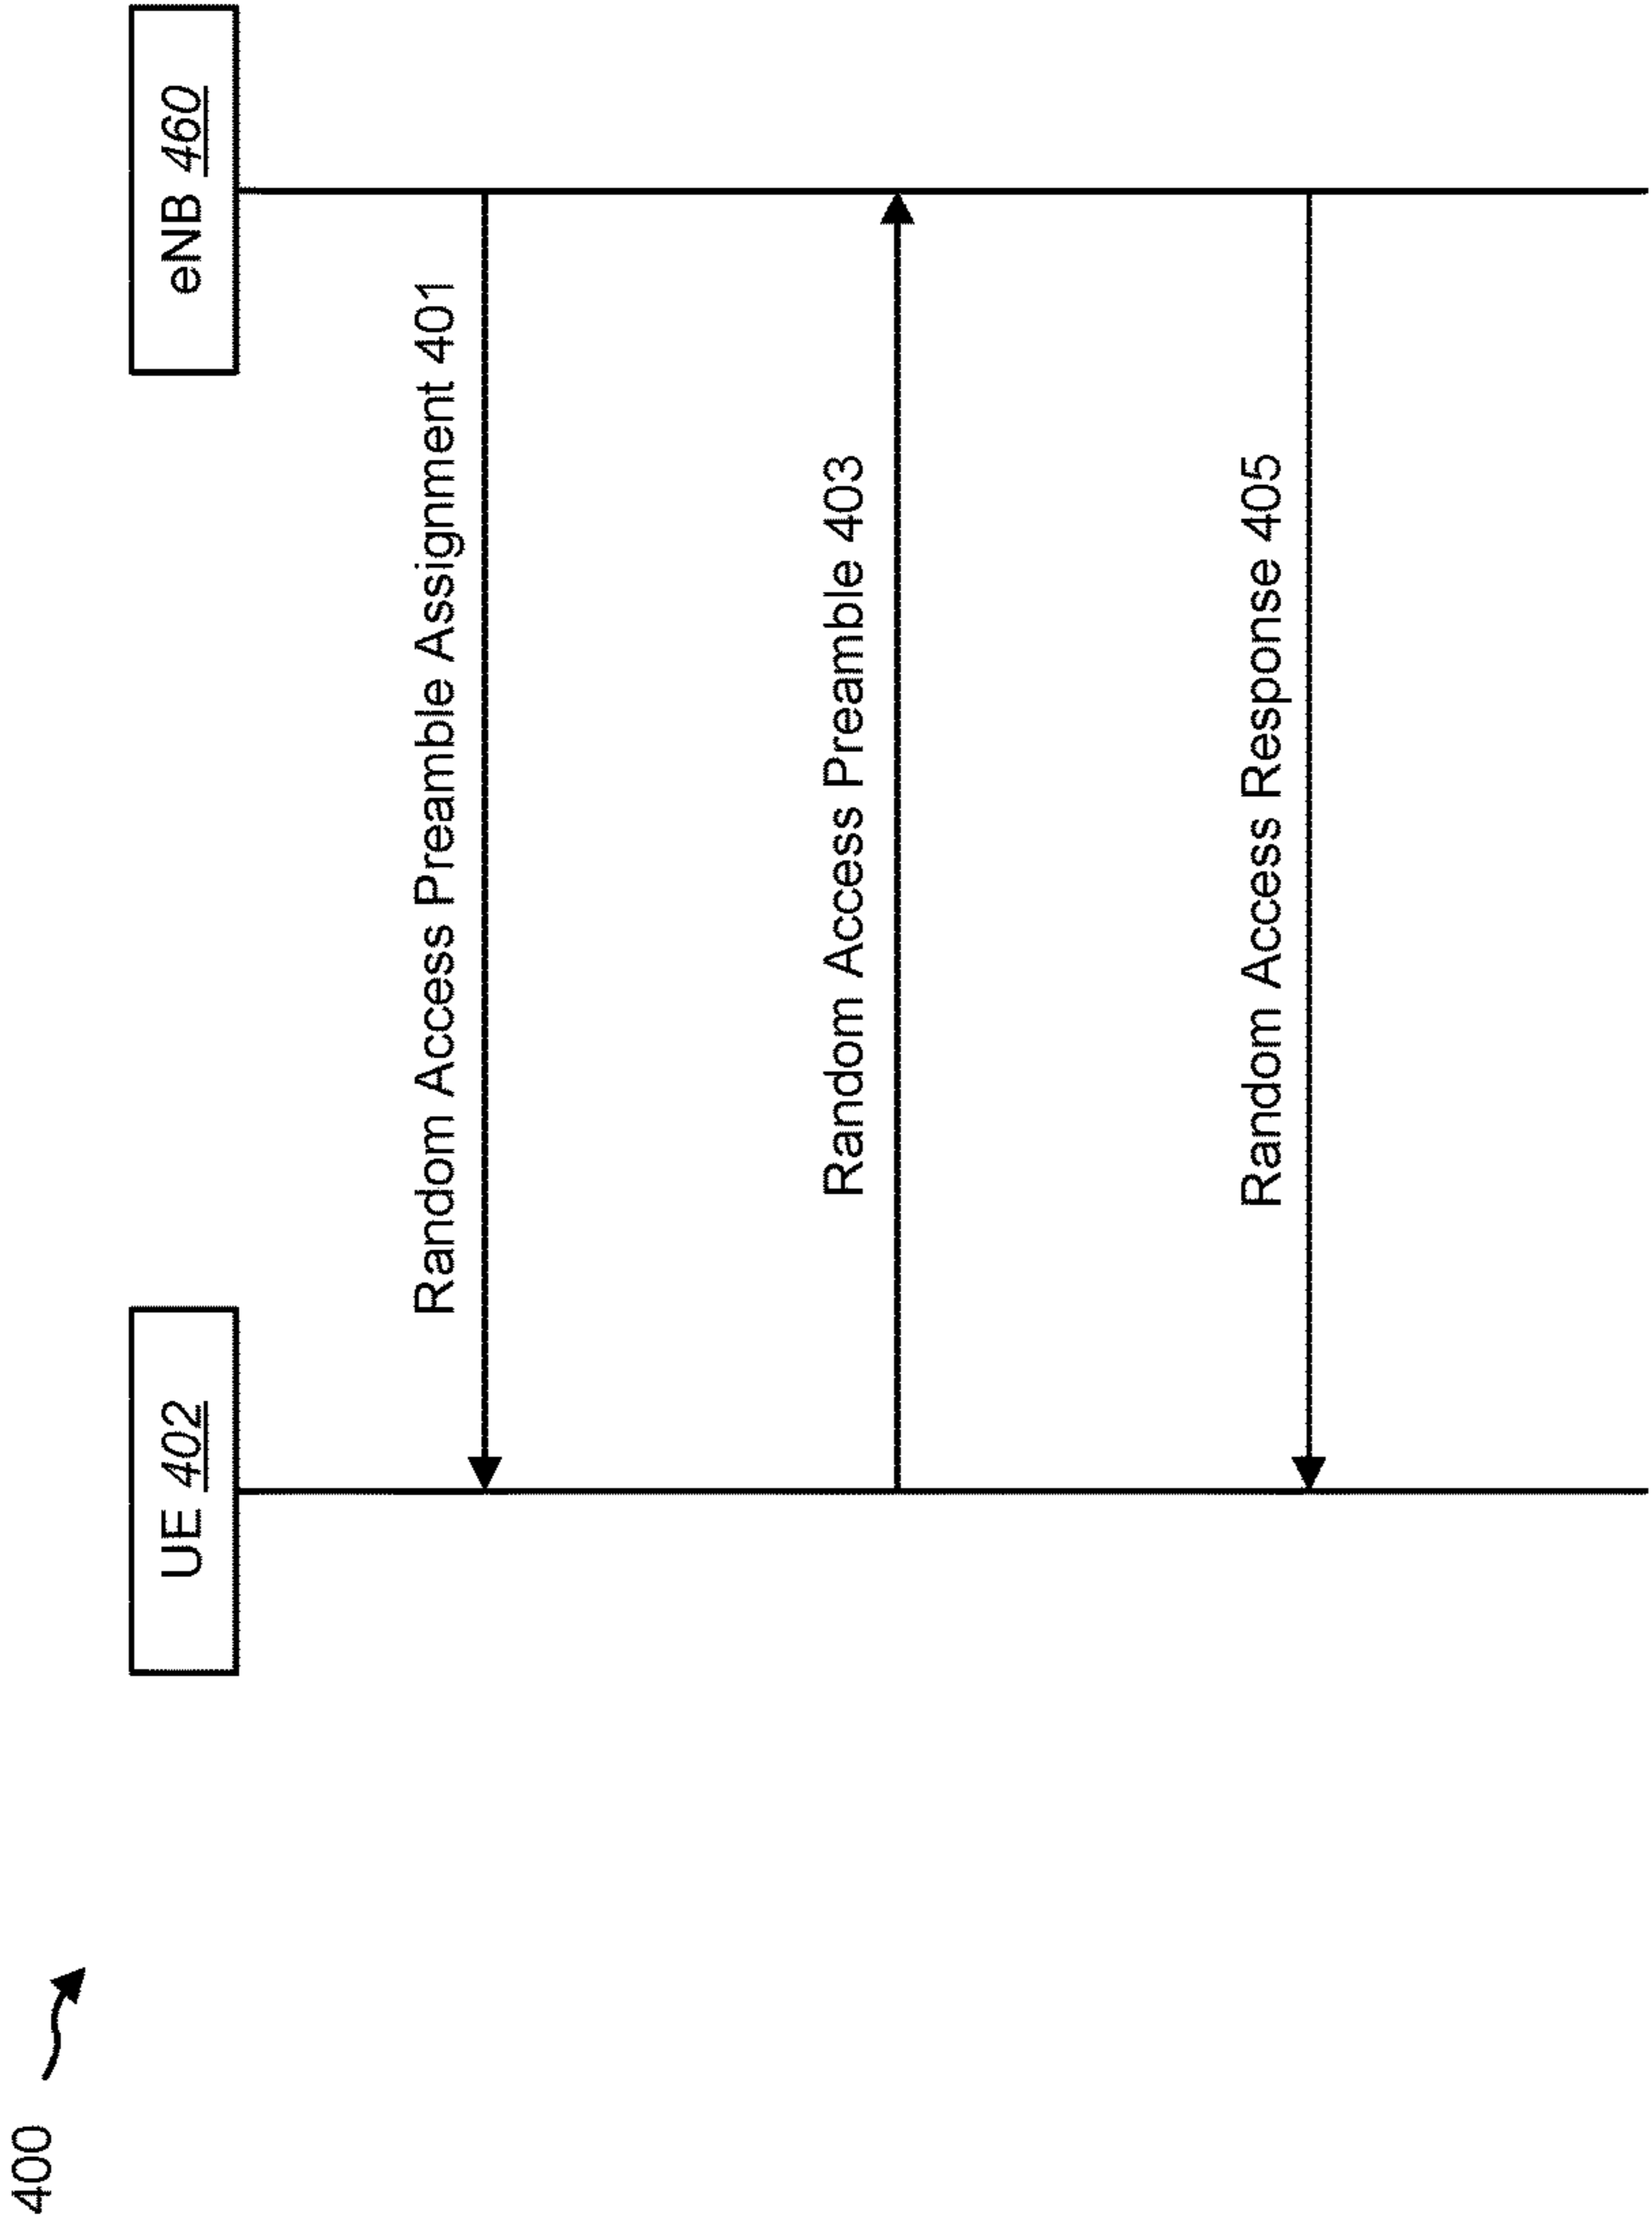 400
UE 402
eNB 460
Random Access Preamble Assignment 401
Random Access Preamble 403
Random Access Response 405